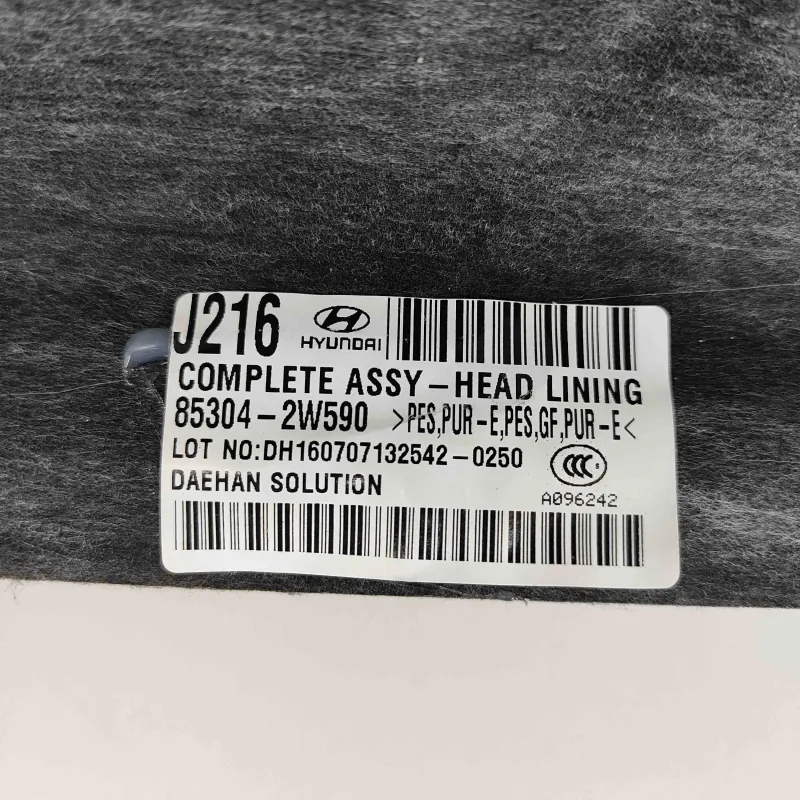 J216 HYUNDAI
COMPLETE ASSY-HEAD LINING
85304-2W590 >PES,PUR-E,PES,GF,PUR-E<
LOT NO:DH160707132542-0250
CCC S
DAEHAN SOLUTION
A096242